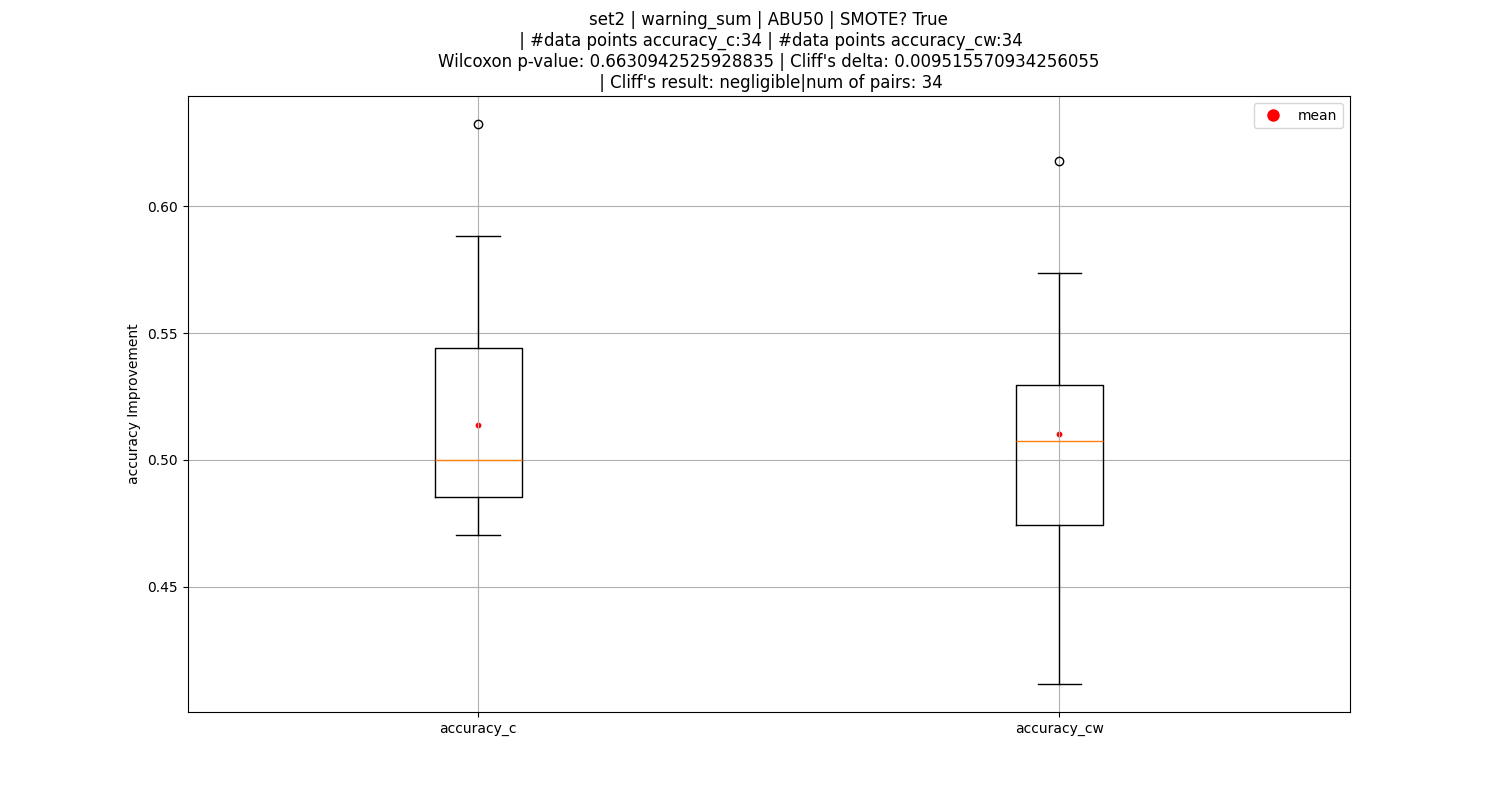 set2 | warning_sum | ABU50 | SMOTE? True
| #data points accuracy_c:34 | #data points accuracy_cw:34
Wilcoxon p-value: 0.6630942525928835 | Cliff's delta: 0.009515570934256055
| Cliff's result: negligible|num of pairs: 34
mean
0.60
0.55
0.50
0.45
accuracy Improvement
accuracy_c
accuracy_cw